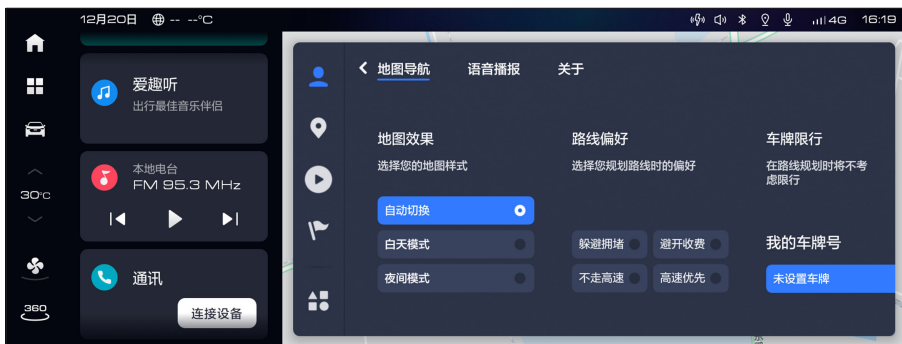 12月20日 -- --°C
4G 16:19
爱趣听
出行最佳音乐伴侣
本地电台
FM 95.3 MHz
30°C
通讯
连接设备
360
地图导航 语音播报 关于
地图效果
选择您的地图样式
自动切换
白天模式
夜间模式
路线偏好
选择您规划路线时的偏好
躲避拥堵 避开收费
不走高速 高速优先
车牌限行
在路线规划时将不考
虑限行
我的车牌号
未设置车牌